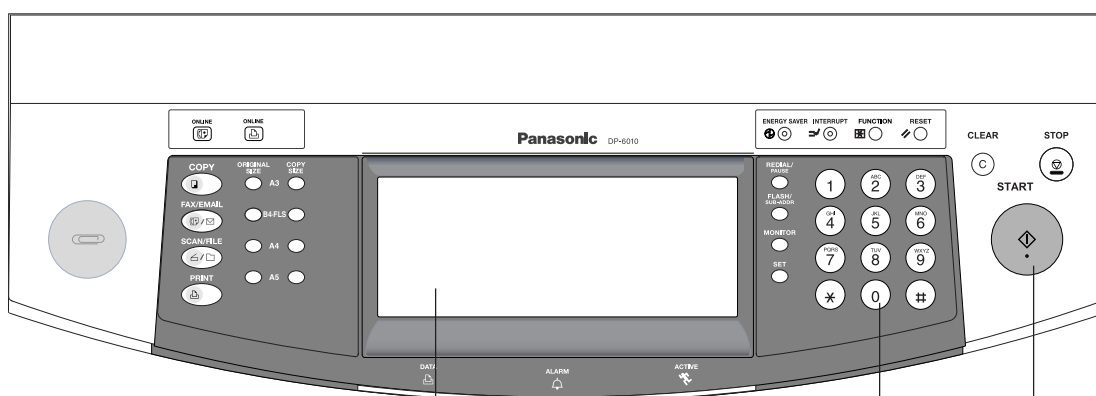 ONLINE ONLINE
Panasonic DP-6010
ENERGY SAVER INTERRUPT FUNCTION RESET
CLEAR STOP
C
START
COPY
FAX/EMAIL
SCAN/FILE
PRINT
ORIGINAL SIZE COPY SIZE
A3
B4-FLS
A4
A5
REDIAL/
PAUSE
FLASH/
SUB-ADDR
MONITOR
SET
1 ABC 2 DEF 3
GHI 4 JKL 5 MNO 6
PQRS 7 TUV 8 WXYZ 9
* 0 #
DATA ALARM ACTIVE